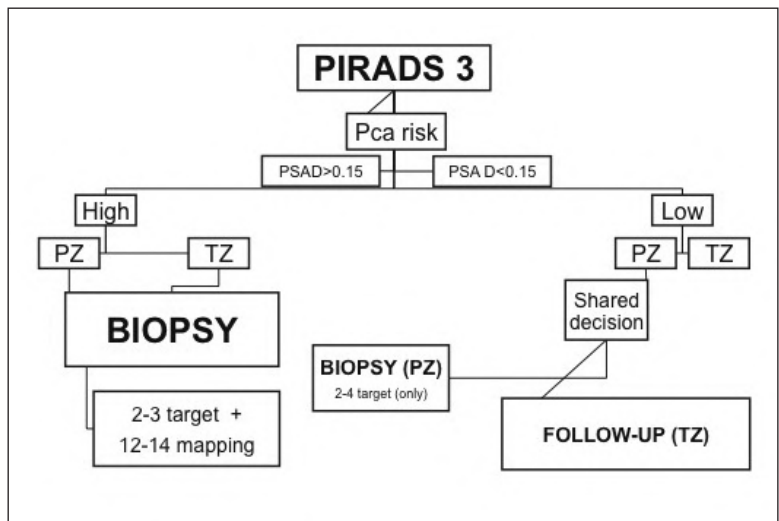 PIRADS 3
Pca risk
PSAD>0.15
PSA D<0.15
High
Low
PZ
TZ
PZ
TZ
BIOPSY
Shared
decision
BIOPSY (PZ)
2-4 target (only)
2-3 target +
12-14 mapping
FOLLOW-UP (TZ)